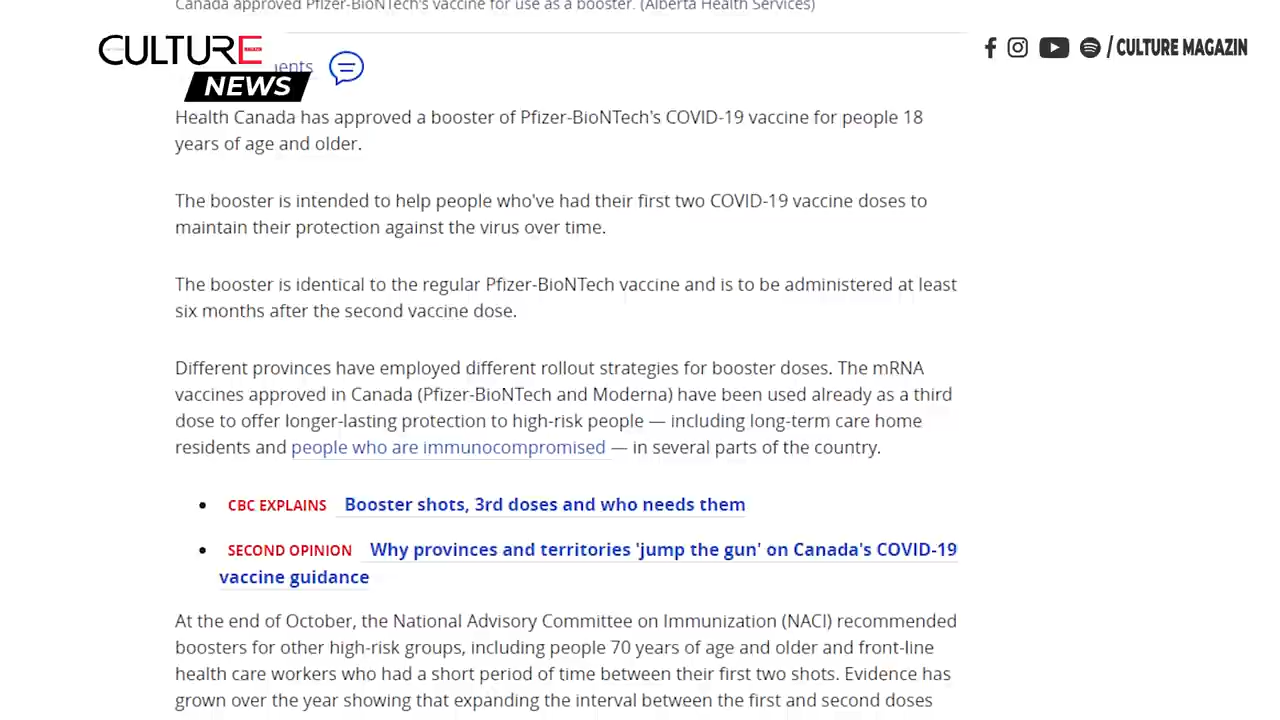 Canada approved Pfizer-BioNTech's vaccine for use as a booster. (Alberta Health Services)
CULTURE
NEWS
/ CULTURE MAGAZIN
Health Canada has approved a booster of Pfizer-BioNTech's COVID-19 vaccine for people 18
years of age and older.
The booster is intended to help people who've had their first two COVID-19 vaccine doses to
maintain their protection against the virus over time.
The booster is identical to the regular Pfizer-BioNTech vaccine and is to be administered at least
six months after the second vaccine dose.
Different provinces have employed different rollout strategies for booster doses. The mRNA
vaccines approved in Canada (Pfizer-BioNTech and Moderna) have been used already as a third
dose to offer longer-lasting protection to high-risk people — including long-term care home
residents and people who are immunocompromised — in several parts of the country.
• CBC EXPLAINS Booster shots, 3rd doses and who needs them
• SECOND OPINION Why provinces and territories 'jump the gun' on Canada's COVID-19
vaccine guidance
At the end of October, the National Advisory Committee on Immunization (NACI) recommended
boosters for other high-risk groups, including people 70 years of age and older and front-line
health care workers who had a short period of time between their first two shots. Evidence has
grown over the year showing that expanding the interval between the first and second doses